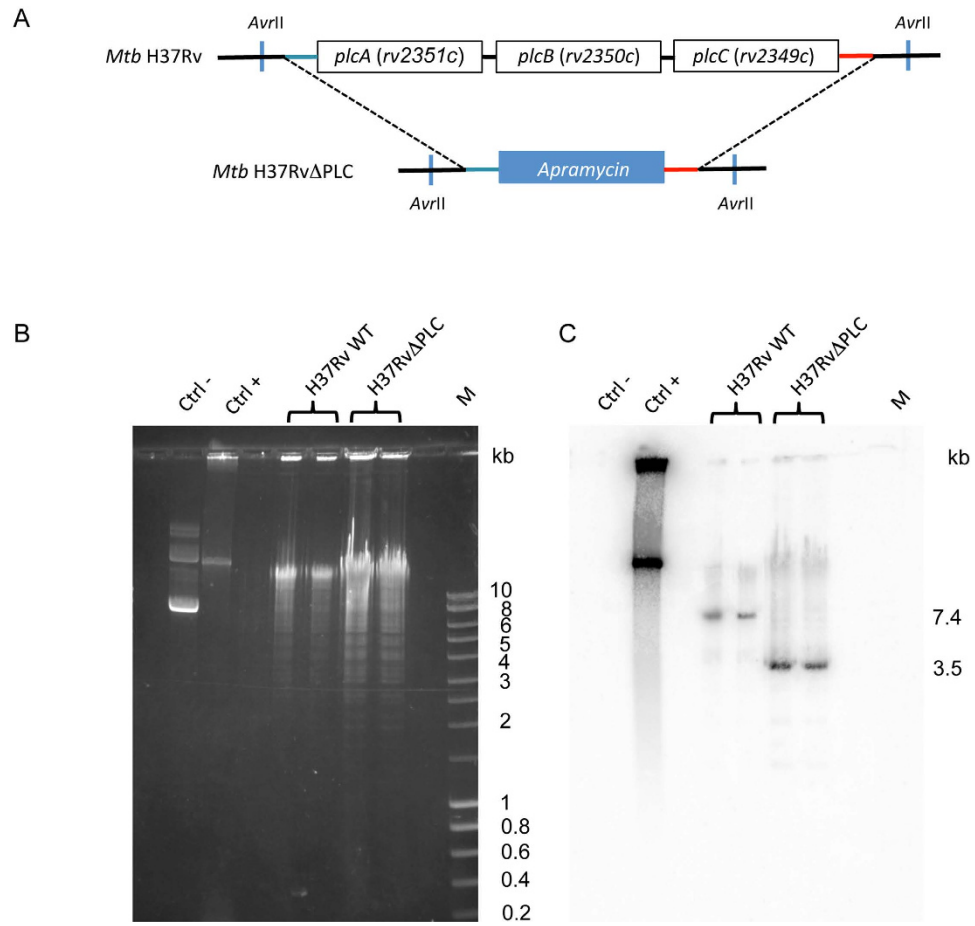 A
AvrII AvrII
Mtb H37Rv plcA (rv2351c) plcB (rv2350c) plcC (rv2349c)
Mtb H37RvΔPLC Apramycin
AvrII AvrII
B
Ctrl - Ctrl + H37Rv WT H37RvΔPLC M
kb
10
8
6
5
4
3
2
1
0.8
0.6
0.4
0.2
C
Ctrl - Ctrl + H37Rv WT H37RvΔPLC M
kb
7.4
3.5